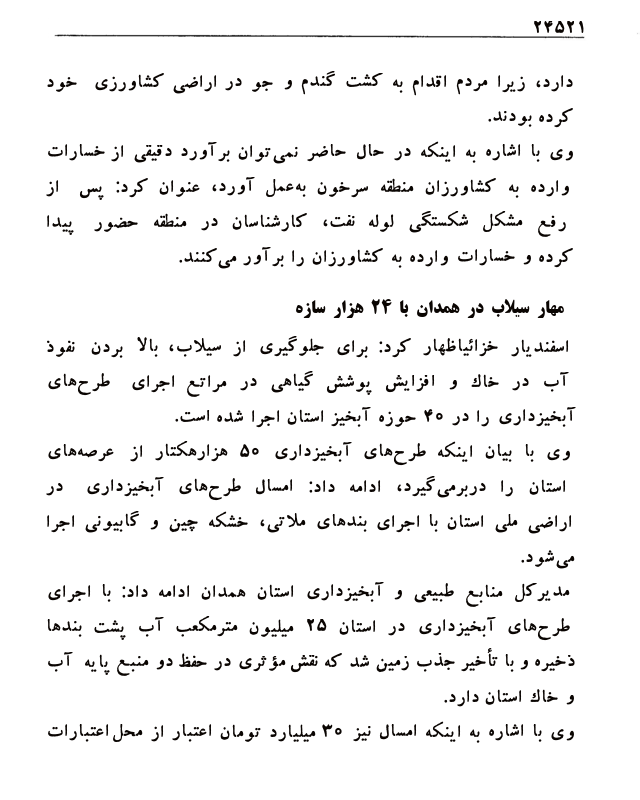 ۲۴۵۲۱
دارد، زیرا مردم اقدام به کشت گندم و جو در اراضی کشاورزی خود
کرده بودند.
وی با اشاره به اینکه در حال حاضر نمی‌توان برآورد دقیقی از خسارات
وارده به کشاورزان منطقه سرخون به‌عمل آورد، عنوان کرد: پس از
رفع مشکل شکستگی لوله نفت، کارشناسان در منطقه حضور پیدا
کرده و خسارات وارده به کشاورزان را برآور می‌کنند.
مهار سیلاب در همدان با ۲۴ هزار سازه
اسفندیار خزائیاظهار کرد: برای جلوگیری از سیلاب، بالا بردن نفوذ
آب در خاك و افزایش پوشش گیاهی در مراتع اجرای طرح‌های
آبخیزداری را در ۴۰ حوزه آبخیز استان اجرا شده است.
وی با بیان اینکه طرح‌های آبخیزداری ۵۰ هزارهکتار از عرصه‌های
استان را دربرمی‌گیرد، ادامه داد: امسال طرح‌های آبخیزداری در
اراضی ملی استان با اجرای بندهای ملاتی، خشکه چین و گابیونی اجرا
می‌شود.
مدیرکل منابع طبیعی و آبخیزداری استان همدان ادامه داد: با اجرای
طرح‌های آبخیزداری در استان ۲۵ میلیون مترمکعب آب پشت بندها
ذخیره و با تأخیر جذب زمین شد که نقش مؤثری در حفظ دو منبع پایه آب
و خاك استان دارد.
وی با اشاره به اینکه امسال نیز ۳۰ میلیارد تومان اعتبار از محل اعتبارات